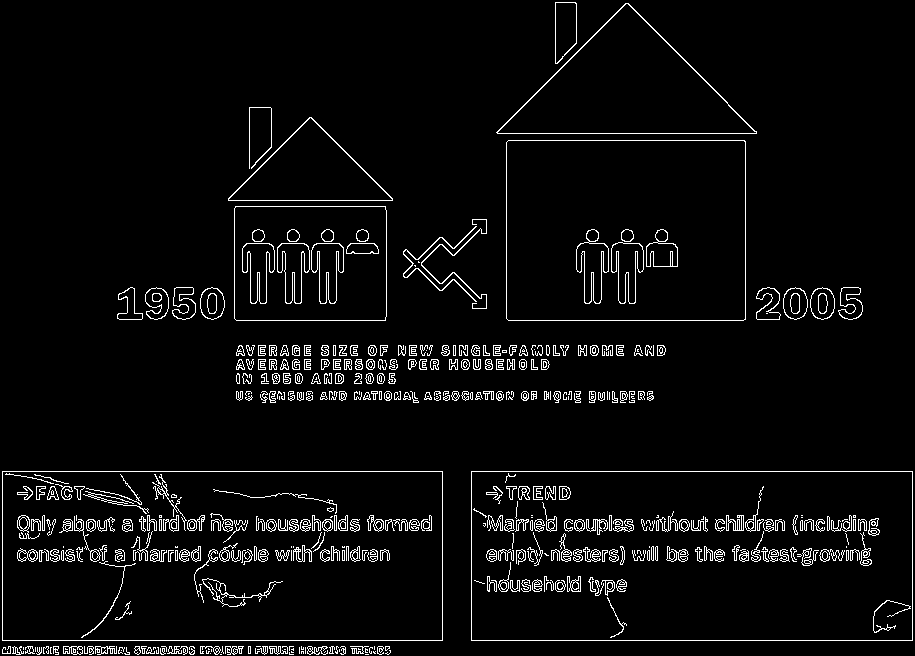 1950
2005
AVERAGE SIZE OF NEW SINGLE-FAMILY HOME AND
AVERAGE PERSONS PER HOUSEHOLD
IN 1950 AND 2005
US CENSUS AND NATIONAL ASSOCIATION OF HOME BUILDERS
→FACT
Only about a third of new households formed
consist of a married couple with children
→TREND
Married couples without children (including
empty-nesters) will be the fastest-growing
household type
MILWAUKIE RESIDENTIAL STANDARDS PROJECT | FUTURE HOUSING TRENDS